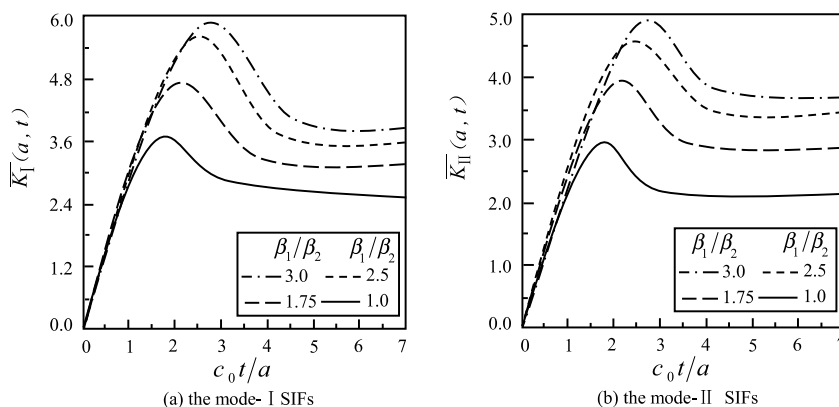 6.0
4.8
3.6
2.4
1.2
0.0
K̅_I(a, t)
β₁/β₂ β₁/β₂
3.0 2.5
1.75 1.0
0 1 2 3 4 5 6 7
c₀t/a
(a) the mode-Ⅰ SIFs
5.0
4.0
3.0
2.0
1.0
0.0
K̅_II(a, t)
β₁/β₂ β₁/β₂
3.0 2.5
1.75 1.0
0 1 2 3 4 5 6 7
c₀t/a
(b) the mode-Ⅱ SIFs